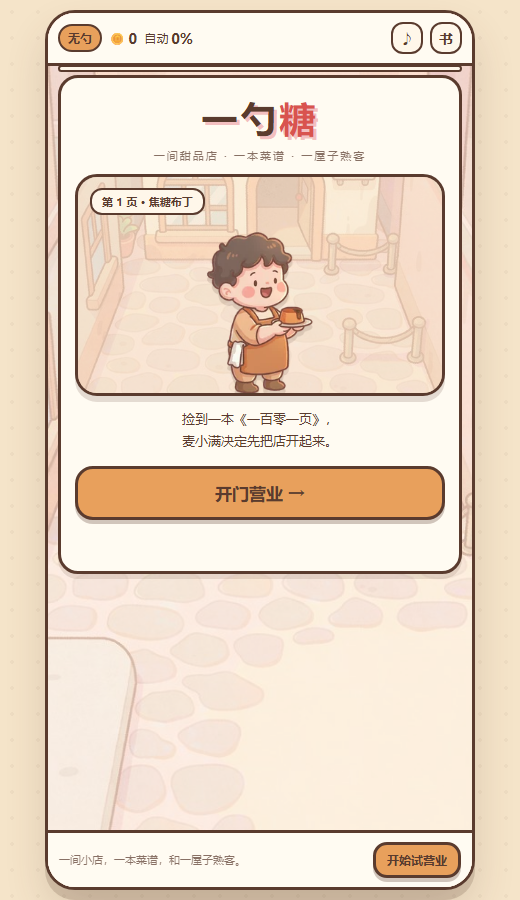 无勺 0 自动 0% ♪ 书
一勺糖
一间甜品店 · 一本菜谱 · 一屋子熟客
第 1 页 • 焦糖布丁
捡到一本《一百零一页》，
麦小满决定先把店开起来。
开门营业 →
一间小店，一本菜谱，和一屋子熟客。
开始试营业